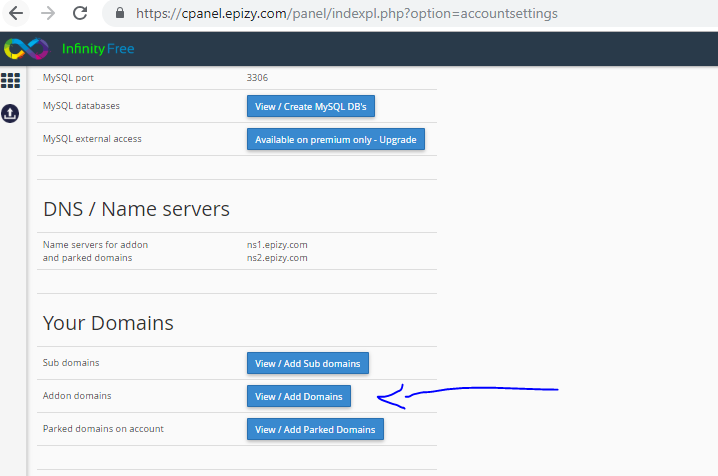 https://cpanel.epizy.com/panel/indexpl.php?option=accountsettings
InfinityFree
MySQL port 3306
MySQL databases View / Create MySQL DB's
MySQL external access Available on premium only - Upgrade
DNS / Name servers
Name servers for addon ns1.epizy.com
and parked domains ns2.epizy.com
Your Domains
Sub domains View / Add Sub domains
Addon domains View / Add Domains
Parked domains on account View / Add Parked Domains